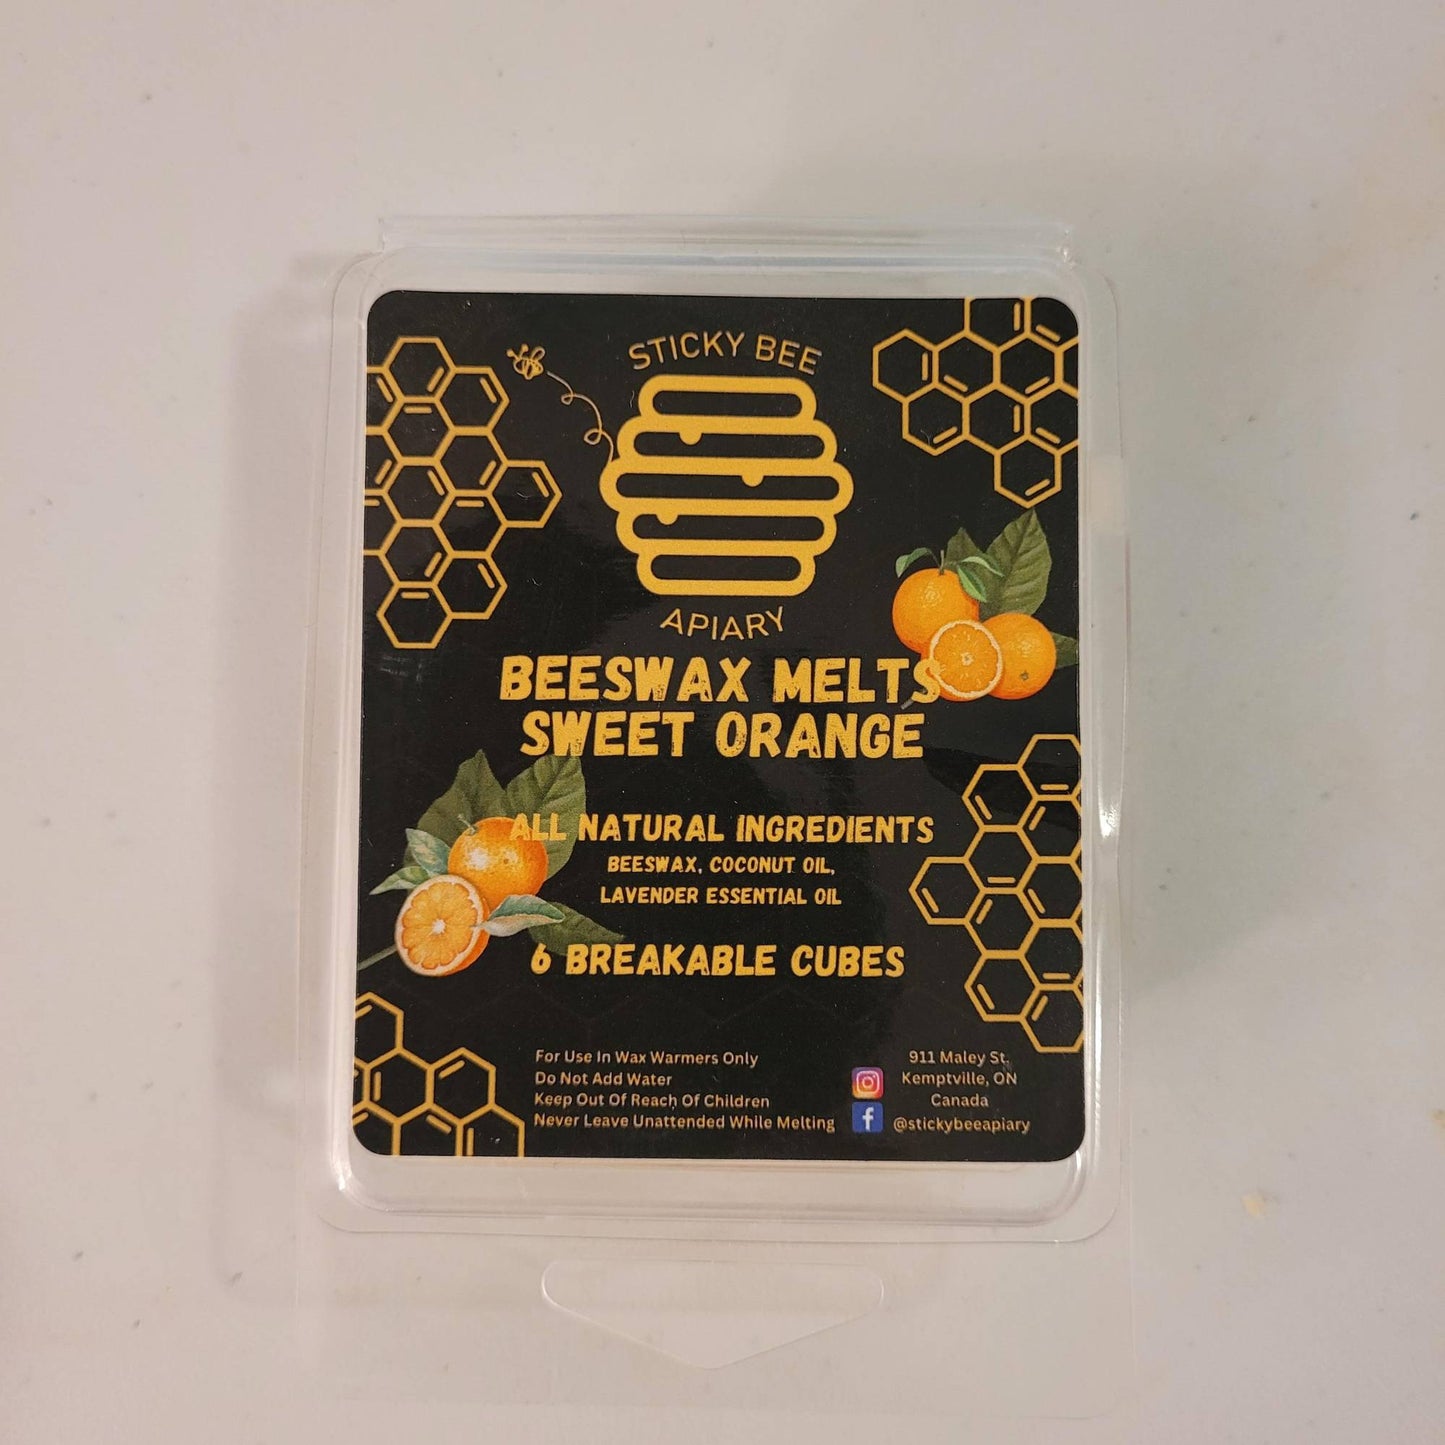 STICKY BEE
APIARY
BEESWAX MELTS
SWEET ORANGE
ALL NATURAL INGREDIENTS
BEESWAX, COCONUT OIL,
LAVENDER ESSENTIAL OIL
6 BREAKABLE CUBES
For Use In Wax Warmers Only
Do Not Add Water
Keep Out Of Reach Of Children
Never Leave Unattended While Melting
911 Maley St.
Kemptville, ON
Canada
@stickybeeapiary